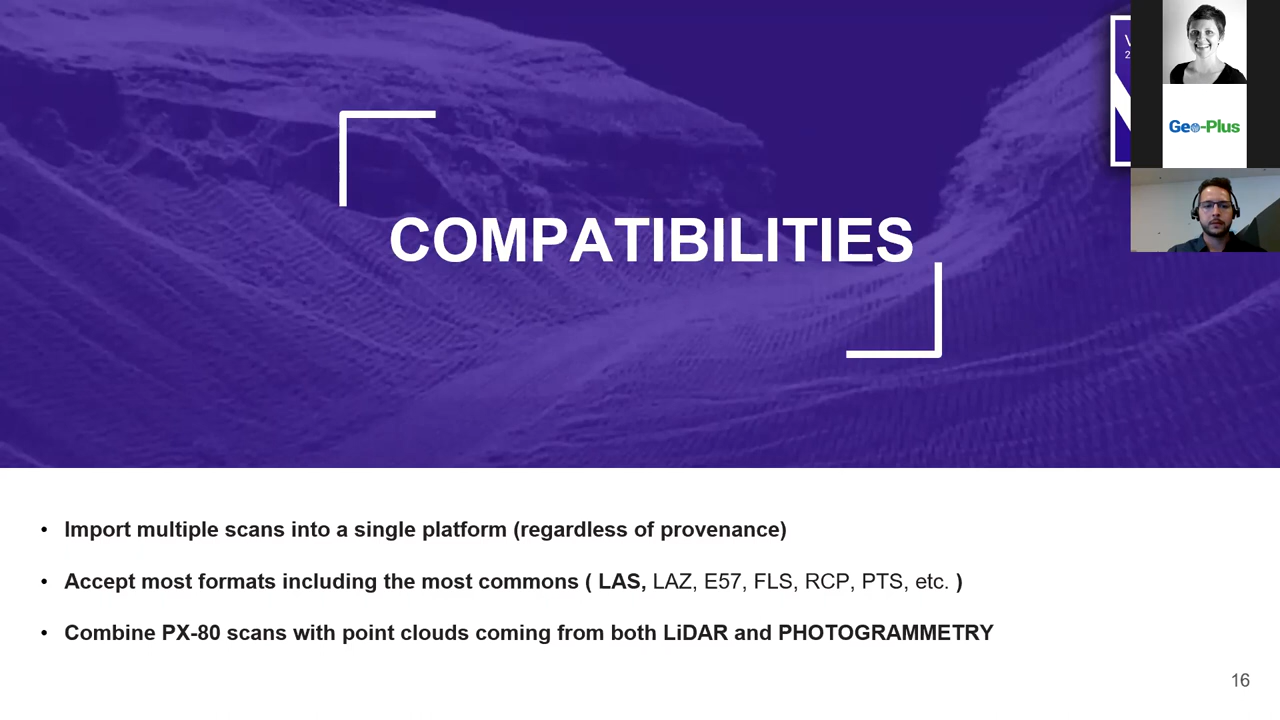 COMPATIBILITIES
Geo-Plus
• Import multiple scans into a single platform (regardless of provenance)
• Accept most formats including the most commons ( LAS, LAZ, E57, FLS, RCP, PTS, etc. )
• Combine PX-80 scans with point clouds coming from both LiDAR and PHOTOGRAMMETRY
16